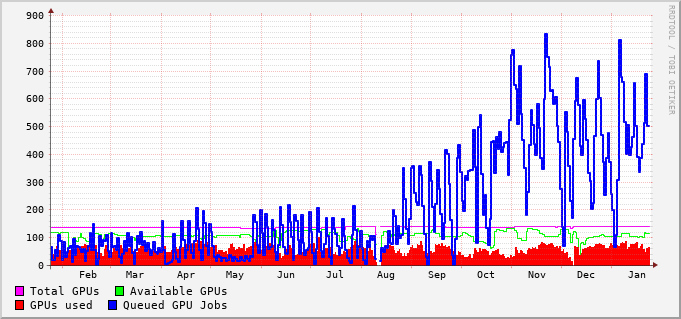 900
800
700
600
500
400
300
200
100
0
Feb Mar Apr May Jun Jul Aug Sep Oct Nov Dec Jan
Total GPUs Available GPUs
GPUs used Queued GPU Jobs
RRDTOOL / TOBI OETIKER